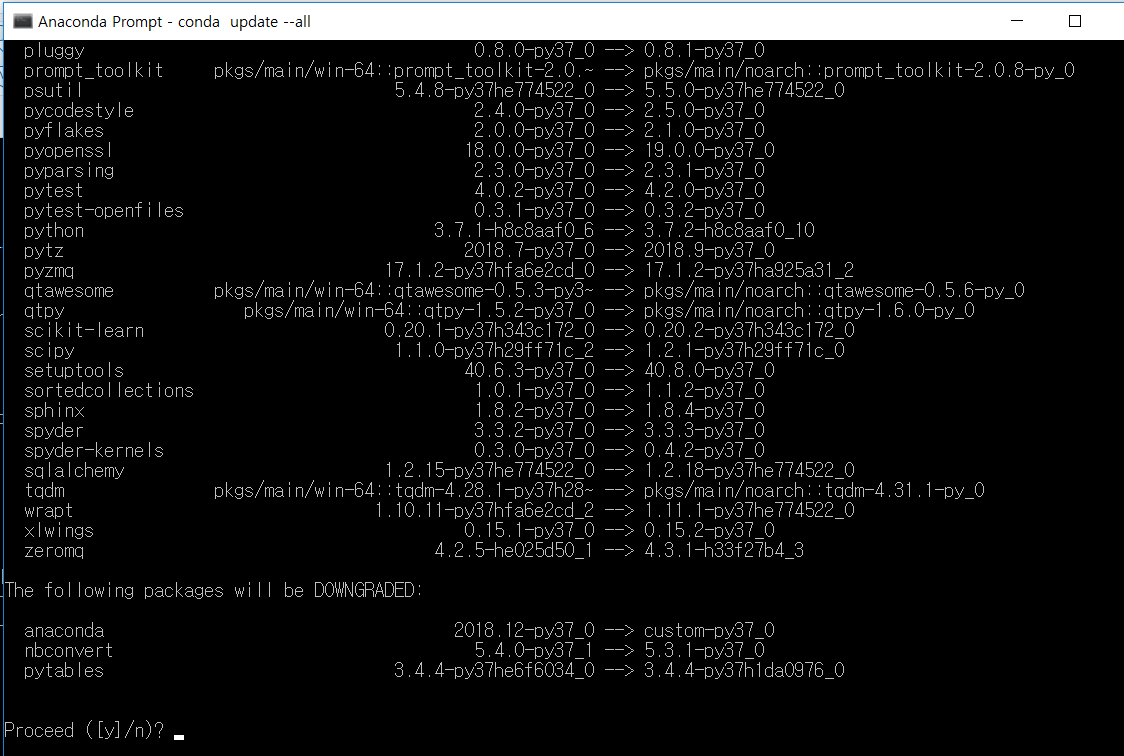 Anaconda Prompt - conda  update --all
pluggy 0.8.0-py37_0 --> 0.8.1-py37_0
prompt_toolkit pkgs/main/win-64::prompt_toolkit-2.0.~ --> pkgs/main/noarch::prompt_toolkit-2.0.8-py_0
psutil 5.4.8-py37he774522_0 --> 5.5.0-py37he774522_0
pycodestyle 2.4.0-py37_0 --> 2.5.0-py37_0
pyflakes 2.0.0-py37_0 --> 2.1.0-py37_0
pyopenssl 18.0.0-py37_0 --> 19.0.0-py37_0
pyparsing 2.3.0-py37_0 --> 2.3.1-py37_0
pytest 4.0.2-py37_0 --> 4.2.0-py37_0
pytest-openfiles 0.3.1-py37_0 --> 0.3.2-py37_0
python 3.7.1-h8c8aaf0_6 --> 3.7.2-h8c8aaf0_10
pytz 2018.7-py37_0 --> 2018.9-py37_0
pyzmq 17.1.2-py37hfa6e2cd_0 --> 17.1.2-py37ha925a31_2
qtawesome pkgs/main/win-64::qtawesome-0.5.3-py3~ --> pkgs/main/noarch::qtawesome-0.5.6-py_0
qtpy pkgs/main/win-64::qtpy-1.5.2-py37_0 --> pkgs/main/noarch::qtpy-1.6.0-py_0
scikit-learn 0.20.1-py37h343c172_0 --> 0.20.2-py37h343c172_0
scipy 1.1.0-py37h29ff71c_2 --> 1.2.1-py37h29ff71c_0
setuptools 40.6.3-py37_0 --> 40.8.0-py37_0
sortedcollections 1.0.1-py37_0 --> 1.1.2-py37_0
sphinx 1.8.2-py37_0 --> 1.8.4-py37_0
spyder 3.3.2-py37_0 --> 3.3.3-py37_0
spyder-kernels 0.3.0-py37_0 --> 0.4.2-py37_0
sqlalchemy 1.2.15-py37he774522_0 --> 1.2.18-py37he774522_0
tqdm pkgs/main/win-64::tqdm-4.28.1-py37h28~ --> pkgs/main/noarch::tqdm-4.31.1-py_0
wrapt 1.10.11-py37hfa6e2cd_2 --> 1.11.1-py37he774522_0
xlwings 0.15.1-py37_0 --> 0.15.2-py37_0
zeromq 4.2.5-he025d50_1 --> 4.3.1-h33f27b4_3
The following packages will be DOWNGRADED:
anaconda 2018.12-py37_0 --> custom-py37_0
nbconvert 5.4.0-py37_1 --> 5.3.1-py37_0
pytables 3.4.4-py37he6f6034_0 --> 3.4.4-py37h1da0976_0
Proceed ([y]/n)?